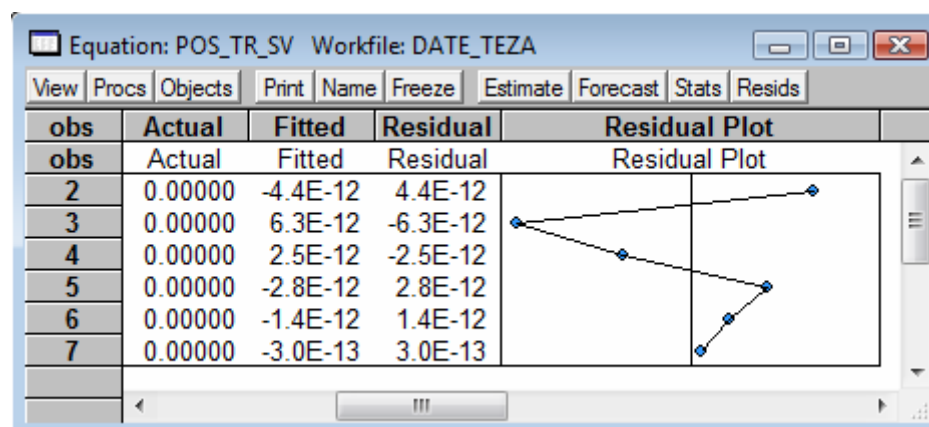 Equation: POS_TR_SV Workfile: DATE_TEZA
View Procs Objects Print Name Freeze Estimate Forecast Stats Resids
obs Actual Fitted Residual Residual Plot
obs Actual Fitted Residual Residual Plot
2 0.00000 -4.4E-12 4.4E-12
3 0.00000 6.3E-12 -6.3E-12
4 0.00000 2.5E-12 -2.5E-12
5 0.00000 -2.8E-12 2.8E-12
6 0.00000 -1.4E-12 1.4E-12
7 0.00000 -3.0E-13 3.0E-13